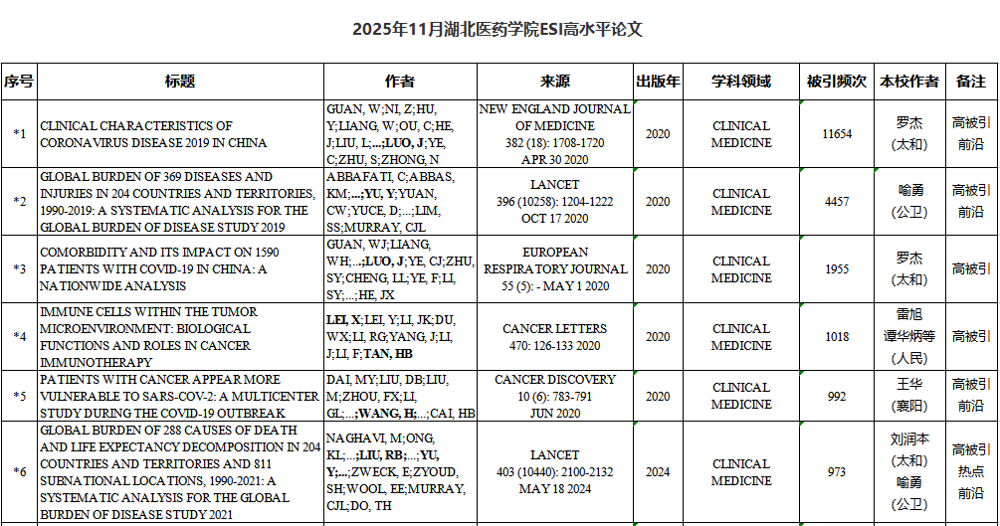 2025年11月湖北医药学院ESI高水平论文
序号 标题 作者 来源 出版年 学科领域 被引频次 本校作者 备注
*1
CLINICAL CHARACTERISTICS OF
CORONAVIRUS DISEASE 2019 IN CHINA
GUAN, W;NI, Z;HU,
Y;LIANG, W;OU, C;HE,
J;LIU, L;...;LUO, J;YE,
C;ZHU, S;ZHONG, N
NEW ENGLAND JOURNAL
OF MEDICINE
382 (18): 1708-1720
APR 30 2020
2020
CLINICAL
MEDICINE
11654
罗杰
(太和)
高被引
前沿
*2
GLOBAL BURDEN OF 369 DISEASES AND
INJURIES IN 204 COUNTRIES AND TERRITORIES,
1990-2019: A SYSTEMATIC ANALYSIS FOR THE
GLOBAL BURDEN OF DISEASE STUDY 2019
ABBAFATI, C;ABBAS,
KM;...;YU, Y;YUAN,
CW;YUCE, D;...;LIM,
SS;MURRAY, CJL
LANCET
396 (10258): 1204-1222
OCT 17 2020
2020
CLINICAL
MEDICINE
4457
喻勇
(公卫)
高被引
前沿
*3
COMORBIDITY AND ITS IMPACT ON 1590
PATIENTS WITH COVID-19 IN CHINA: A
NATIONWIDE ANALYSIS
GUAN, WJ;LIANG,
WH;...;LUO, J;YE, CJ;ZHU,
SY;CHENG, LL;YE, F;LI,
SY;...;HE, JX
EUROPEAN
RESPIRATORY JOURNAL
55 (5): - MAY 1 2020
2020
CLINICAL
MEDICINE
1955
罗杰
(太和)
高被引
*4
IMMUNE CELLS WITHIN THE TUMOR
MICROENVIRONMENT: BIOLOGICAL
FUNCTIONS AND ROLES IN CANCER
IMMUNOTHERAPY
LEI, X;LEI, Y;LI, JK;DU,
WX;LI, RG;YANG, J;LI,
J;LI, F;TAN, HB
CANCER LETTERS
470: 126-133 2020
2020
CLINICAL
MEDICINE
1018
雷旭
谭华炳等
(人民)
高被引
*5
PATIENTS WITH CANCER APPEAR MORE
VULNERABLE TO SARS-COV-2: A MULTICENTER
STUDY DURING THE COVID-19 OUTBREAK
DAI, MY;LIU, DB;LIU,
M;ZHOU, FX;LI,
GL;...;WANG, H;...;CAI, HB
CANCER DISCOVERY
10 (6): 783-791
JUN 2020
2020
CLINICAL
MEDICINE
992
王华
(襄阳)
高被引
前沿
*6
GLOBAL BURDEN OF 288 CAUSES OF DEATH
AND LIFE EXPECTANCY DECOMPOSITION IN 204
COUNTRIES AND TERRITORIES AND 811
SUBNATIONAL LOCATIONS, 1990-2021: A
SYSTEMATIC ANALYSIS FOR THE GLOBAL
BURDEN OF DISEASE STUDY 2021
NAGHAVI, M;ONG,
KL;...;LIU, RB;...;YU,
Y;...;ZWECK, E;ZYOUD,
SH;WOOL, EE;MURRAY,
CJL;DO, TH
LANCET
403 (10440): 2100-2132
MAY 18 2024
2024
CLINICAL
MEDICINE
973
刘润本
(太和)
喻勇
(公卫)
高被引
热点
前沿